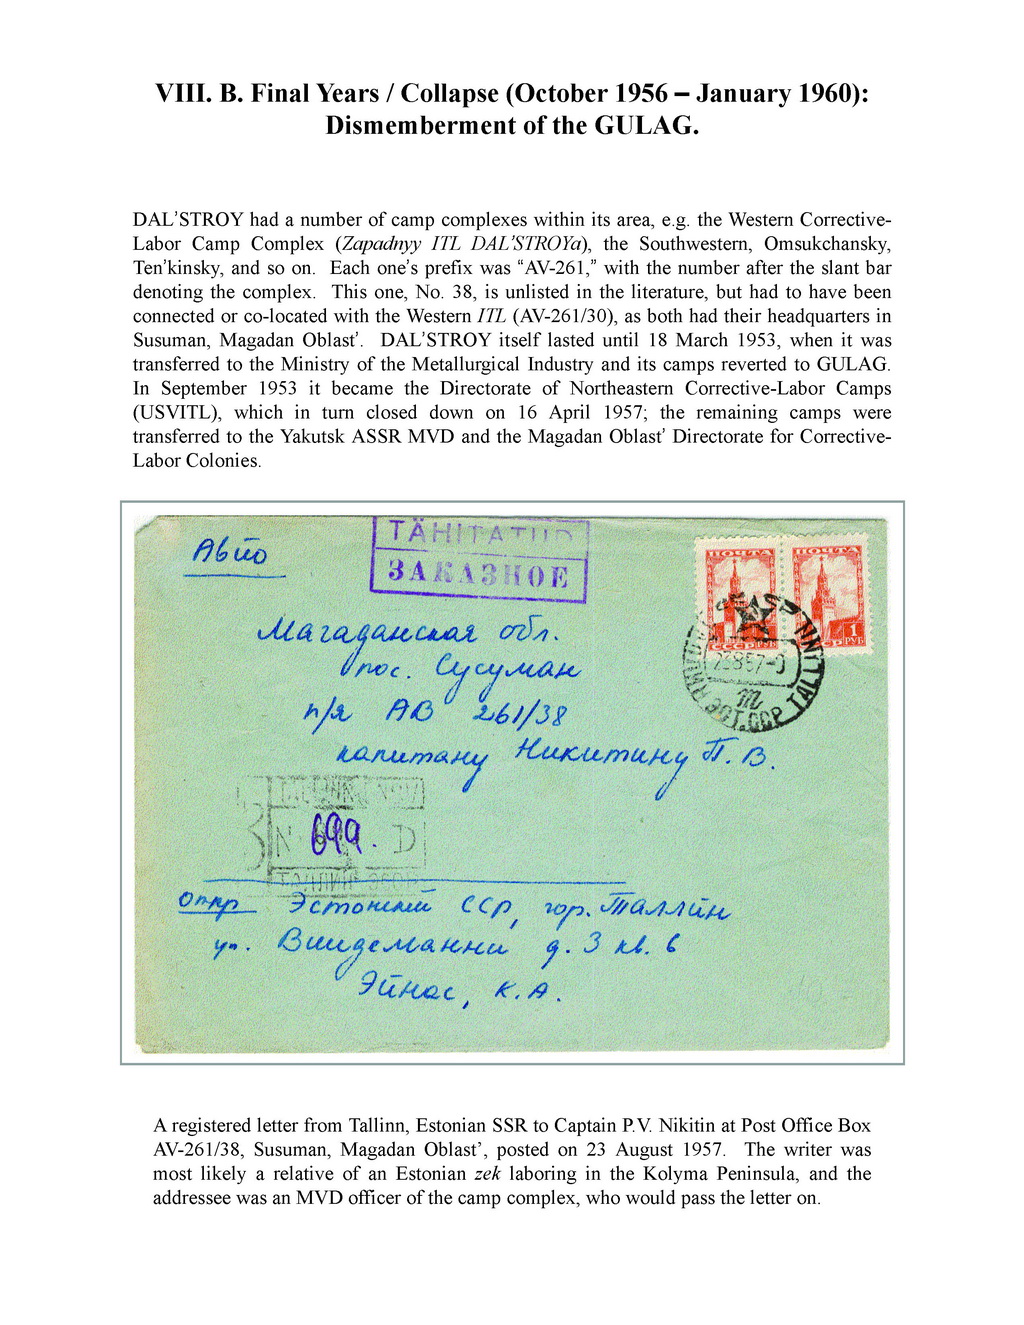 VIII. B. Final Years / Collapse (October 1956 – January 1960):
Dismemberment of the GULAG.
DAL’STROY had a number of camp complexes within its area, e.g. the Western Corrective-
Labor Camp Complex (Zapadnyy ITL DAL’STROYa), the Southwestern, Omsukchansky,
Ten’kinsky, and so on. Each one’s prefix was “AV-261,” with the number after the slant bar
denoting the complex. This one, No. 38, is unlisted in the literature, but had to have been
connected or co-located with the Western ITL (AV-261/30), as both had their headquarters in
Susuman, Magadan Oblast’. DAL’STROY itself lasted until 18 March 1953, when it was
transferred to the Ministry of the Metallurgical Industry and its camps reverted to GULAG.
In September 1953 it became the Directorate of Northeastern Corrective-Labor Camps
(USVITL), which in turn closed down on 16 April 1957; the remaining camps were
transferred to the Yakutsk ASSR MVD and the Magadan Oblast’ Directorate for Corrective-
Labor Colonies.
Авио
TÄHITATUD
ЗАКАЗНОЕ
ПОЧТА ПОЧТА
СССР РУБ СССР 1 РУБ
23857-0
ЭСТ.ССР TALLINN
Магаданская обл.
пос. Сусуман
п/я АВ 261/38
капитану Никитину П. В.
N 699. D
отпр Эстонский ССР, гор. Таллин
ул. Вийдеманни д. 3 кв. 6
Эйнас, К. А.
A registered letter from Tallinn, Estonian SSR to Captain P.V. Nikitin at Post Office Box
AV-261/38, Susuman, Magadan Oblast’, posted on 23 August 1957. The writer was
most likely a relative of an Estonian zek laboring in the Kolyma Peninsula, and the
addressee was an MVD officer of the camp complex, who would pass the letter on.